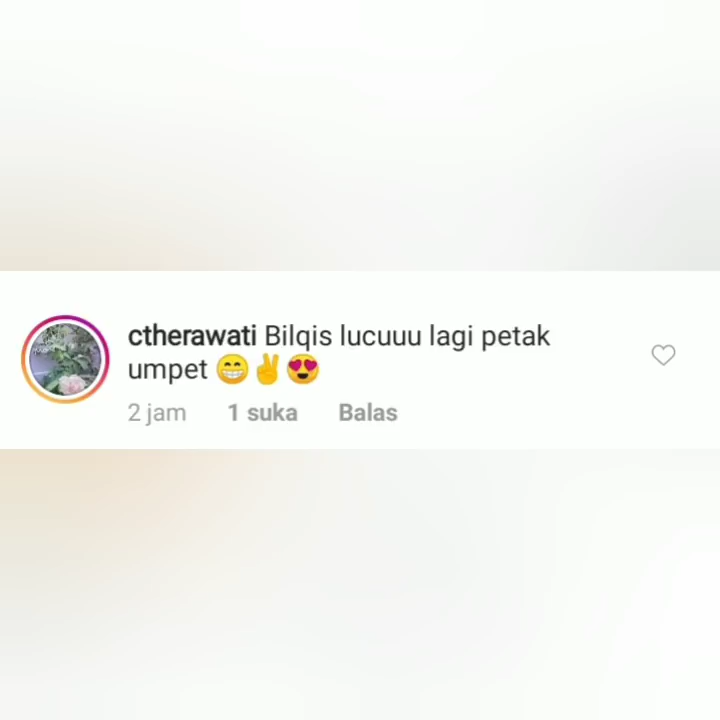 ctherawati Bilqis lucuuu lagi petak
umpet 😁✌😍
2 jam 1 suka Balas